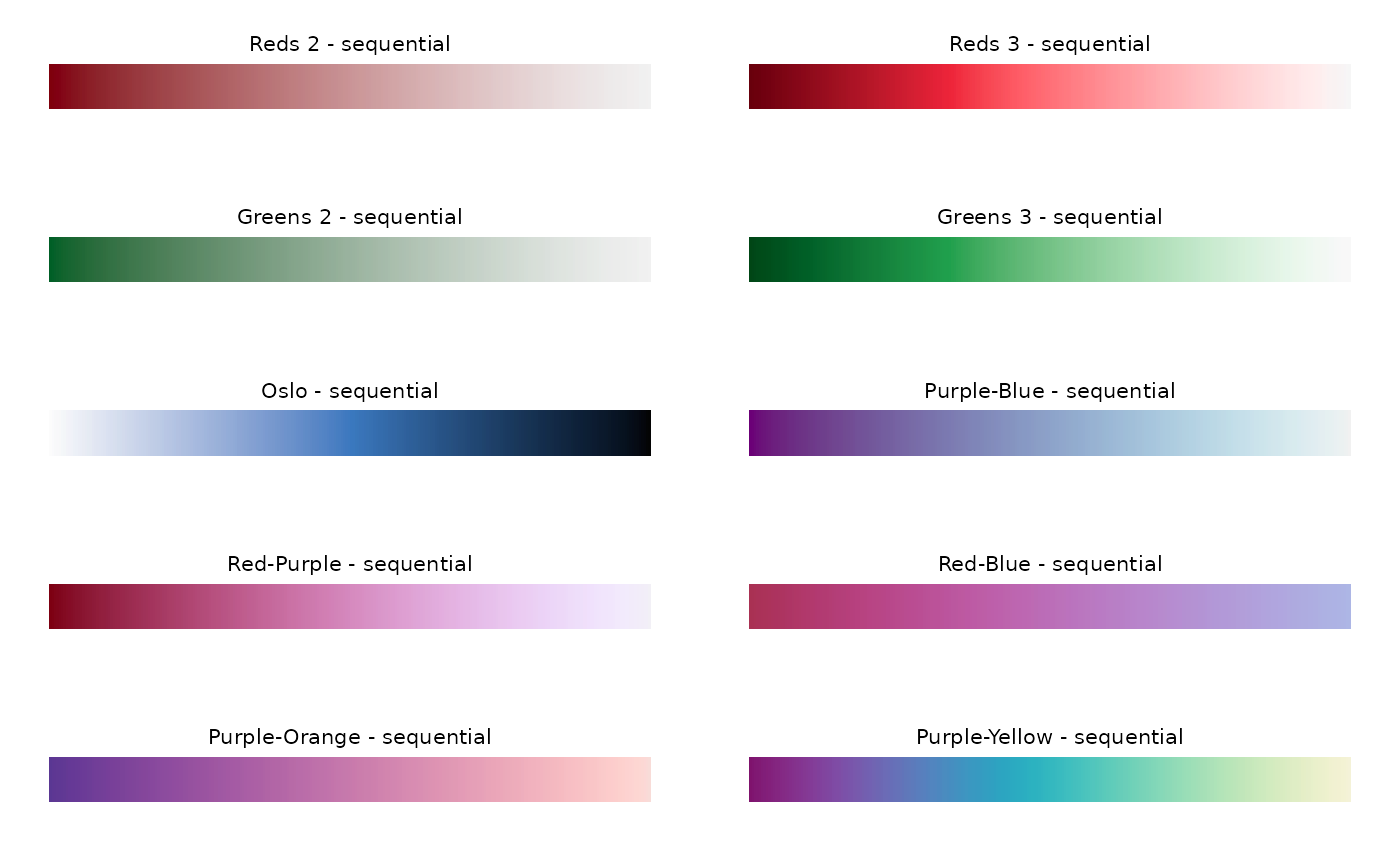 Reds 2 - sequential
Reds 3 - sequential
Greens 2 - sequential
Greens 3 - sequential
Oslo - sequential
Purple-Blue - sequential
Red-Purple - sequential
Red-Blue - sequential
Purple-Orange - sequential
Purple-Yellow - sequential